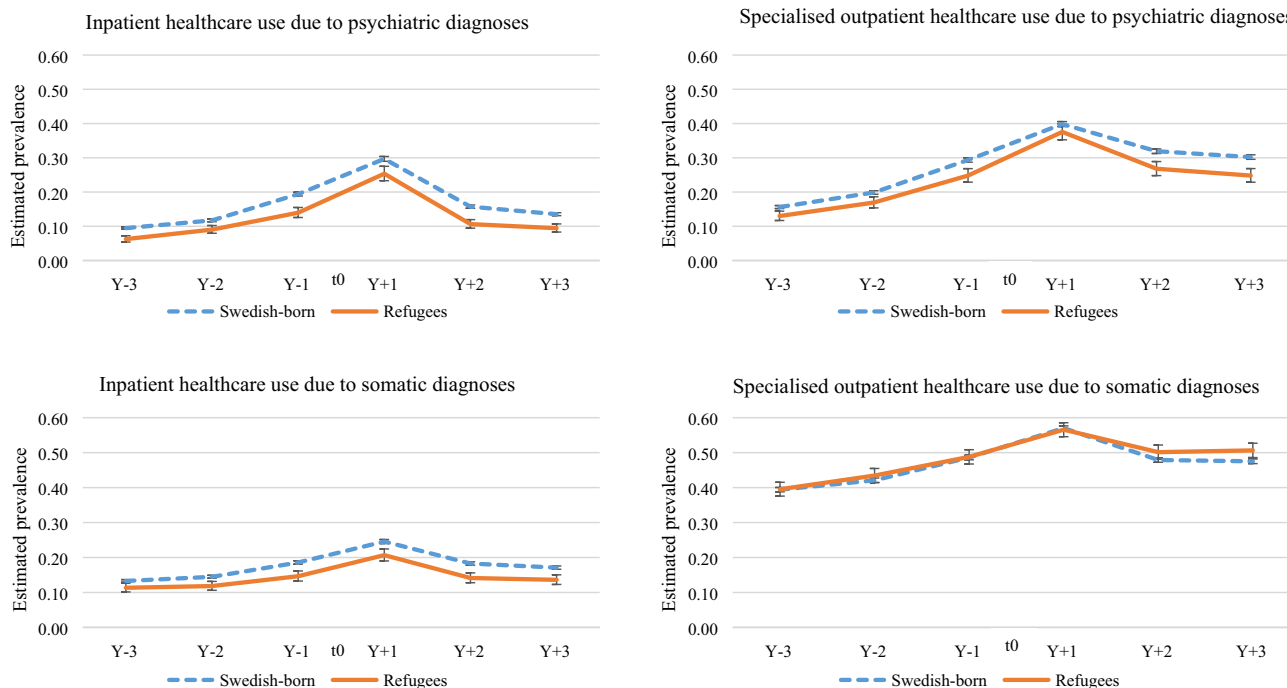 Inpatient healthcare use due to psychiatric diagnoses
Estimated prevalence
0.60
0.50
0.40
0.30
0.20
0.10
0.00
Y-3 Y-2 Y-1 t0 Y+1 Y+2 Y+3
Swedish-born Refugees
Specialised outpatient healthcare use due to psychiatric diagnoses
Estimated prevalence
0.60
0.50
0.40
0.30
0.20
0.10
0.00
Y-3 Y-2 Y-1 t0 Y+1 Y+2 Y+3
Swedish-born Refugees
Inpatient healthcare use due to somatic diagnoses
Estimated prevalence
0.60
0.50
0.40
0.30
0.20
0.10
0.00
Y-3 Y-2 Y-1 t0 Y+1 Y+2 Y+3
Swedish-born Refugees
Specialised outpatient healthcare use due to somatic diagnoses
Estimated prevalence
0.60
0.50
0.40
0.30
0.20
0.10
0.00
Y-3 Y-2 Y-1 t0 Y+1 Y+2 Y+3
Swedish-born Refugees